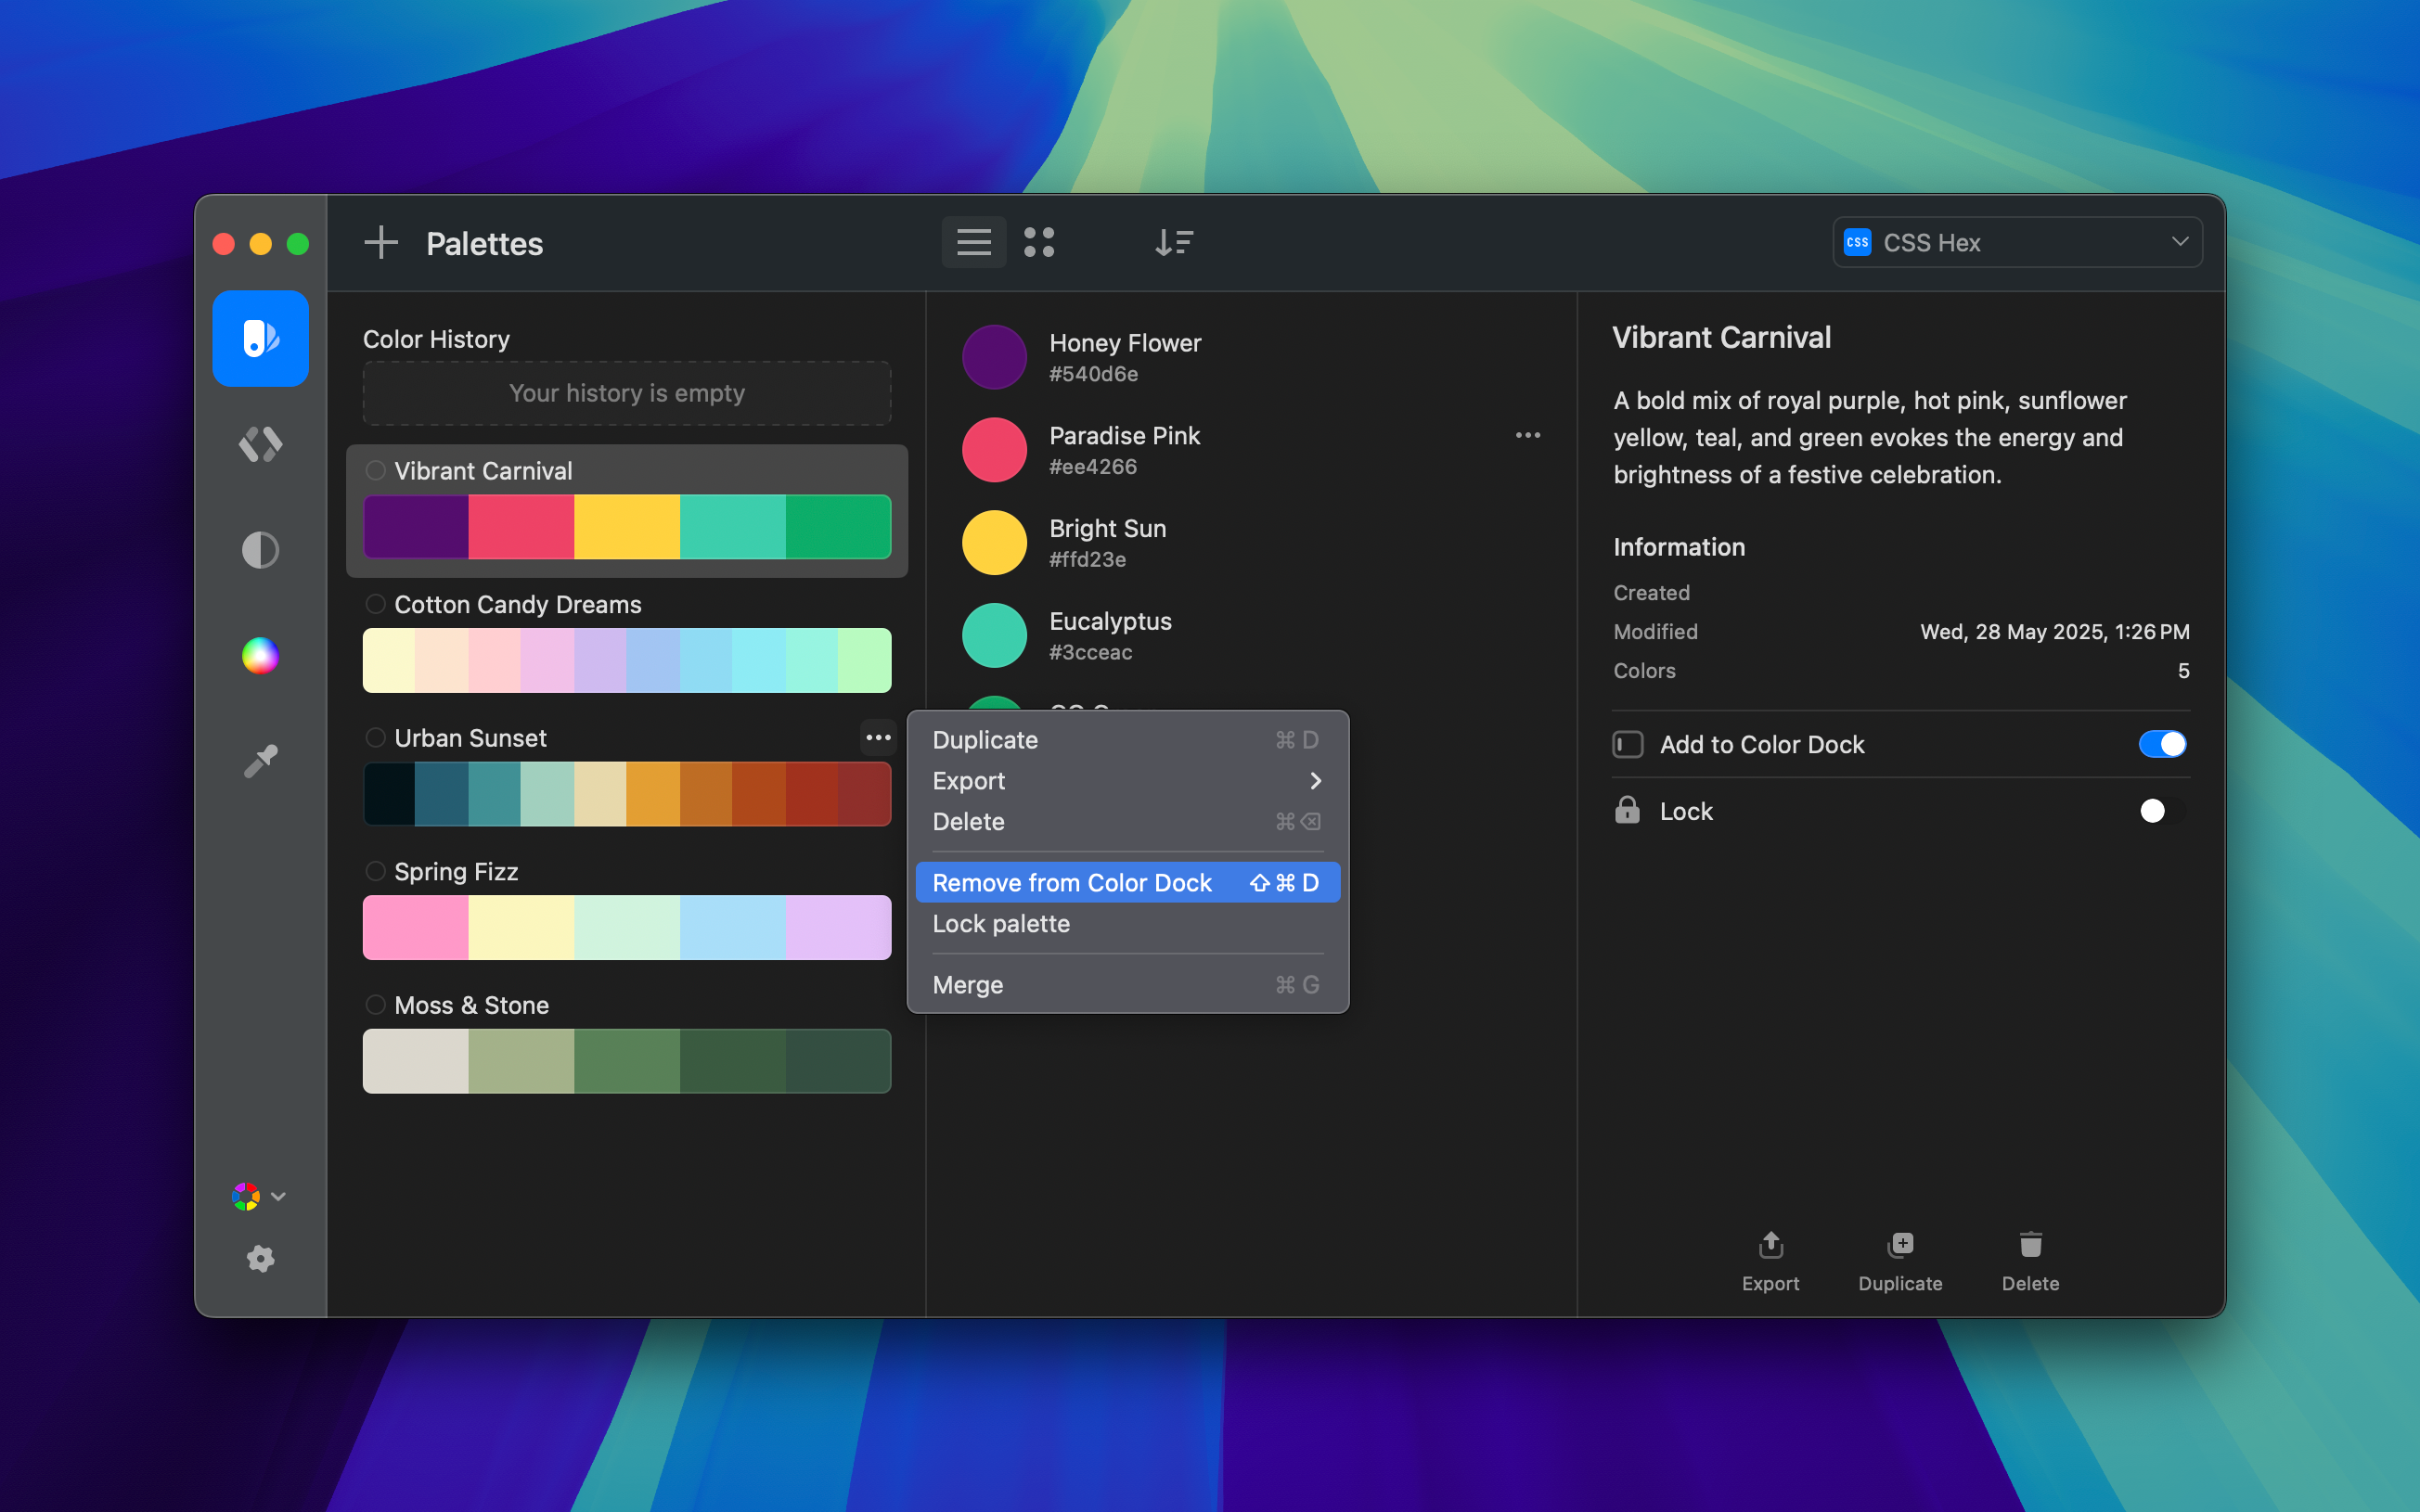 Palettes
CSS
CSS Hex
Color History
Your history is empty
Vibrant Carnival
Cotton Candy Dreams
Urban Sunset
Spring Fizz
Moss & Stone
Honey Flower
#540d6e
Paradise Pink
#ee4266
Bright Sun
#ffd23e
Eucalyptus
#3cceac
Duplicate ⌘ D
Export
Delete ⌘ ⌫
Remove from Color Dock ⇧ ⌘ D
Lock palette
Merge ⌘ G
Vibrant Carnival
A bold mix of royal purple, hot pink, sunflower
yellow, teal, and green evokes the energy and
brightness of a festive celebration.
Information
Created
Modified Wed, 28 May 2025, 1:26 PM
Colors 5
Add to Color Dock
Lock
Export
Duplicate
Delete